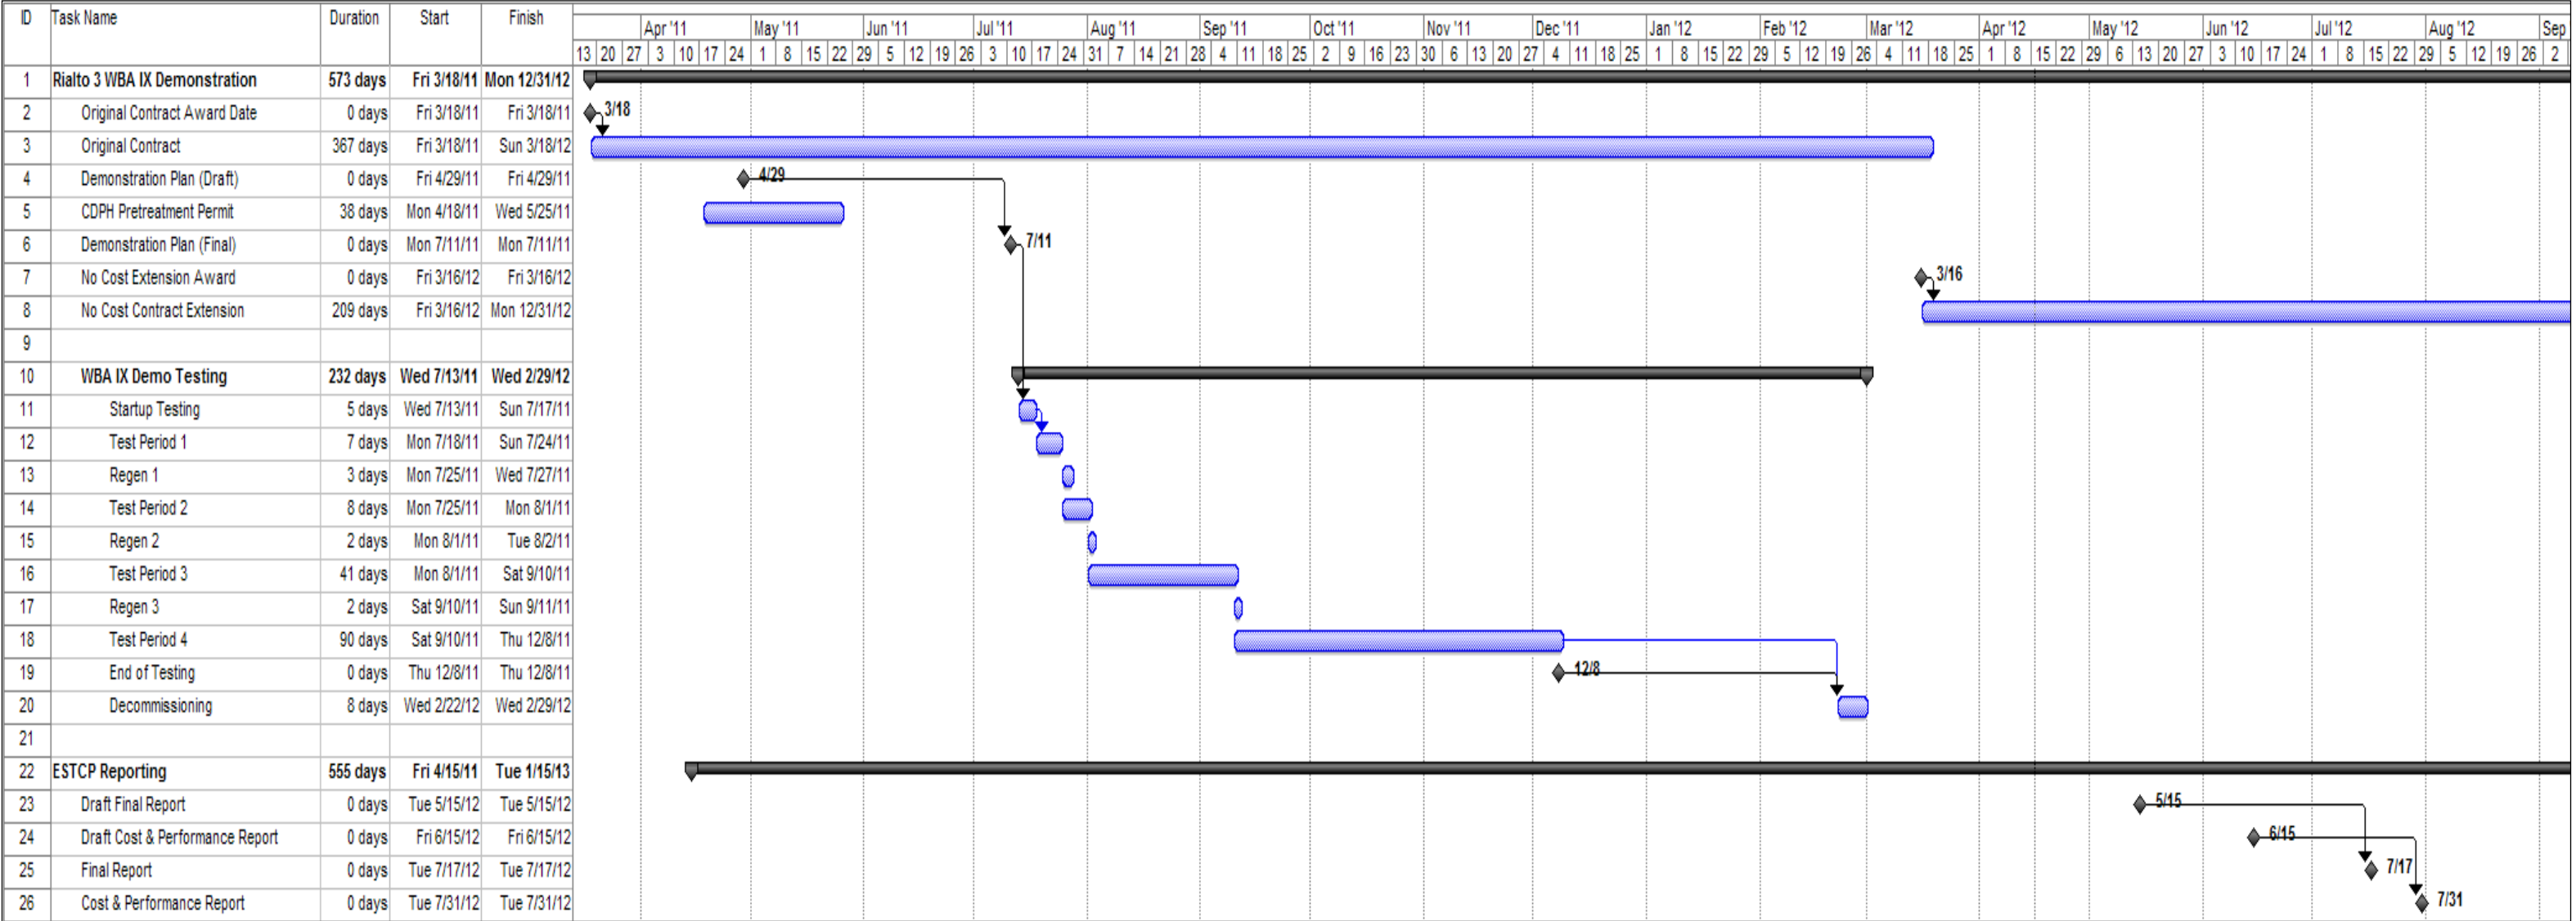 ID Task Name Duration Start Finish
Apr '11 May '11 Jun '11 Jul '11 Aug '11 Sep '11 Oct '11 Nov '11 Dec '11 Jan '12 Feb '12 Mar '12 Apr '12 May '12 Jun '12 Jul '12 Aug '12 Sep
13 20 27 3 10 17 24 1 8 15 22 29 5 12 19 26 3 10 17 24 31 7 14 21 28 4 11 18 25 2 9 16 23 30 6 13 20 27 4 11 18 25 1 8 15 22 29 5 12 19 26 4 11 18 25 1 8 15 22 29 6 13 20 27 3 10 17 24 1 8 15 22 29 5 12 19 26 2
1 Rialto 3 WBA IX Demonstration 573 days Fri 3/18/11 Mon 12/31/12
2 Original Contract Award Date 0 days Fri 3/18/11 Fri 3/18/11 3/18
3 Original Contract 367 days Fri 3/18/11 Sun 3/18/12
4 Demonstration Plan (Draft) 0 days Fri 4/29/11 Fri 4/29/11 4/29
5 CDPH Pretreatment Permit 38 days Mon 4/18/11 Wed 5/25/11
6 Demonstration Plan (Final) 0 days Mon 7/11/11 Mon 7/11/11 7/11
7 No Cost Extension Award 0 days Fri 3/16/12 Fri 3/16/12 3/16
8 No Cost Contract Extension 209 days Fri 3/16/12 Mon 12/31/12
9
10 WBA IX Demo Testing 232 days Wed 7/13/11 Wed 2/29/12
11 Startup Testing 5 days Wed 7/13/11 Sun 7/17/11
12 Test Period 1 7 days Mon 7/18/11 Sun 7/24/11
13 Regen 1 3 days Mon 7/25/11 Wed 7/27/11
14 Test Period 2 8 days Mon 7/25/11 Mon 8/1/11
15 Regen 2 2 days Mon 8/1/11 Tue 8/2/11
16 Test Period 3 41 days Mon 8/1/11 Sat 9/10/11
17 Regen 3 2 days Sat 9/10/11 Sun 9/11/11
18 Test Period 4 90 days Sat 9/10/11 Thu 12/8/11
19 End of Testing 0 days Thu 12/8/11 Thu 12/8/11 12/8
20 Decommissioning 8 days Wed 2/22/12 Wed 2/29/12
21
22 ESTCP Reporting 555 days Fri 4/15/11 Tue 1/15/13
23 Draft Final Report 0 days Tue 5/15/12 Tue 5/15/12 5/15
24 Draft Cost & Performance Report 0 days Fri 6/15/12 Fri 6/15/12 6/15
25 Final Report 0 days Tue 7/17/12 Tue 7/17/12 7/17
26 Cost & Performance Report 0 days Tue 7/31/12 Tue 7/31/12 7/31